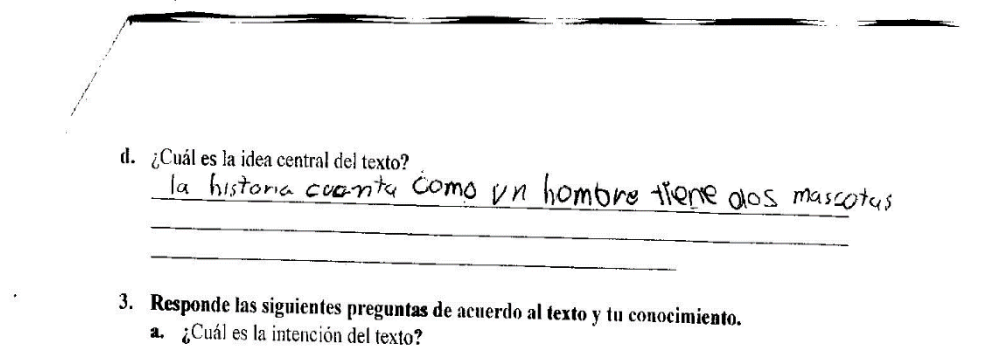 d. ¿Cuál es la idea central del texto?
la historia cuanta como un hombre tiene dos mascotas
3. Responde las siguientes preguntas de acuerdo al texto y tu conocimiento.
a. ¿Cuál es la intención del texto?